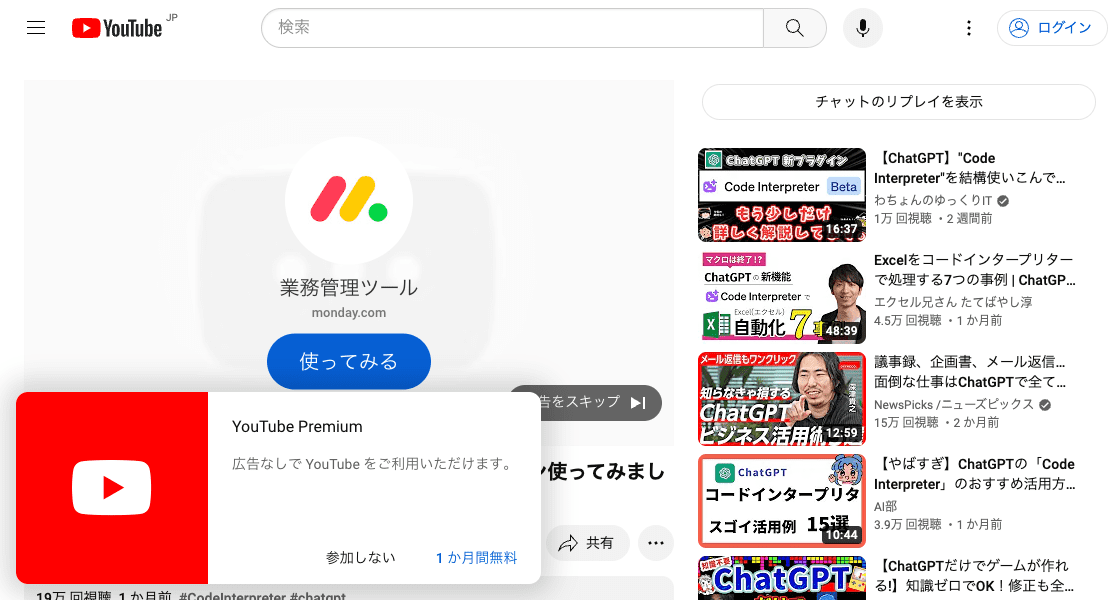 YouTube JP
検索
ログイン
業務管理ツール
monday.com
使ってみる
告をスキップ
YouTube Premium
広告なしで YouTube をご利用いただけます。
参加しない
1 か月間無料
ン使ってみまし
共有
19万 回視聴 1 か月前 #CodeInterpreter #chatgpt
チャットのリプレイを表示
ChatGPT 新プラグイン
Code Interpreter Beta
もう少しだけ
詳しく解説して
16:37
【ChatGPT】"Code
Interpreter"を結構使いこんで...
わちょんのゆっくりIT
1万 回視聴 ・2 週間前
マクロは終了!?
ChatGPTの新機能
Code Interpreterで
Excel(エクセル)
自動化 7事
48:39
Excelをコードインタープリター
で処理する7つの事例 | ChatGP...
エクセル兄さん たてばやし淳
4.5万 回視聴 ・1 か月前
メール返信もワンクリック
知らなきゃ損する
ChatGPT
ビジネス活用術
深津貴之
12:59
議事録、企画書、メール返信...
面倒な仕事はChatGPTで全て...
NewsPicks /ニューズピックス
15万 回視聴 ・2 か月前
ChatGPT
コードインタープリタ
スゴイ活用例 15選
10:44
【やばすぎ】ChatGPTの「Code
Interpreter」のおすすめ活用方...
AI部
3.9万 回視聴 ・1 か月前
知識不要
ChatGPT
【ChatGPTだけでゲームが作れ
る!】知識ゼロでOK！修正も全...